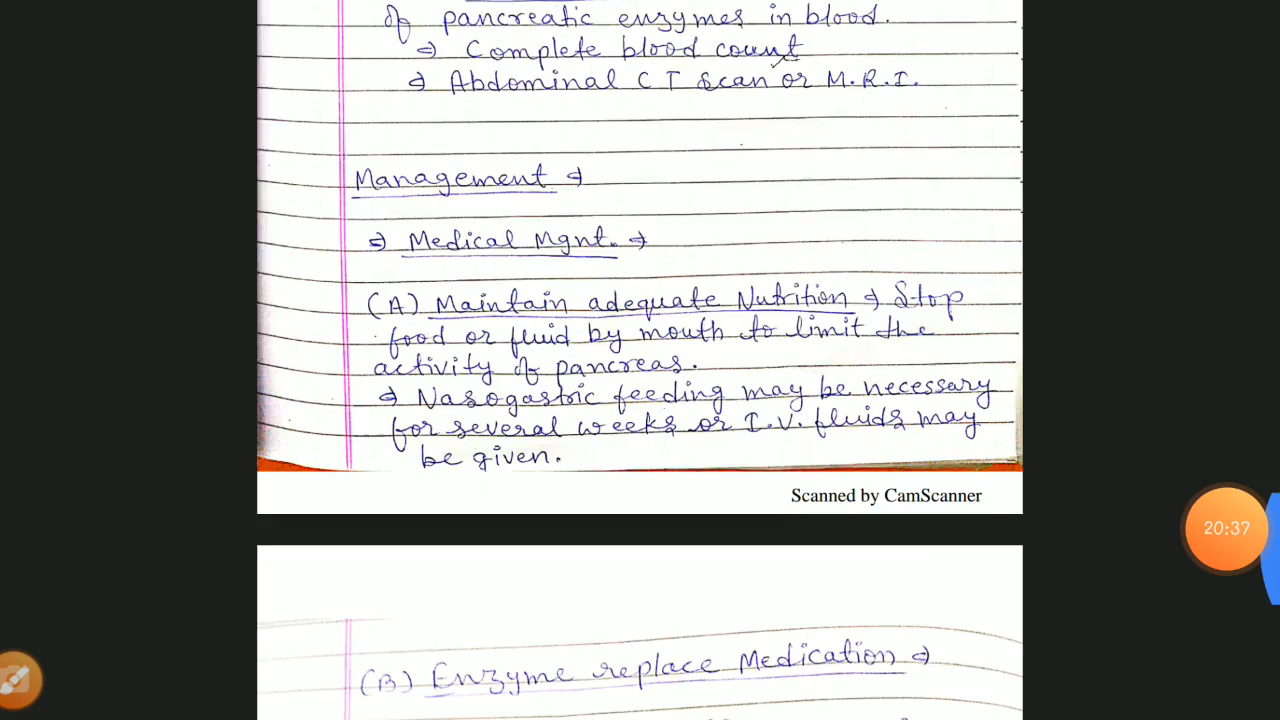 of pancreatic enzymes in blood.
⇒ Complete blood count
⇒ Abdominal CT Scan or M.R.I.
Management ⇒
⇒ Medical Mgnt. ⇒
(A) Maintain adequate Nutrition ⇒ Stop
food or fluid by mouth to limit the
activity of pancreas.
⇒ Nasogastric feeding may be necessary
for several weeks or I.V. fluids may
be given.
Scanned by CamScanner
20:37
(B) Enzyme replace Medication ⇒